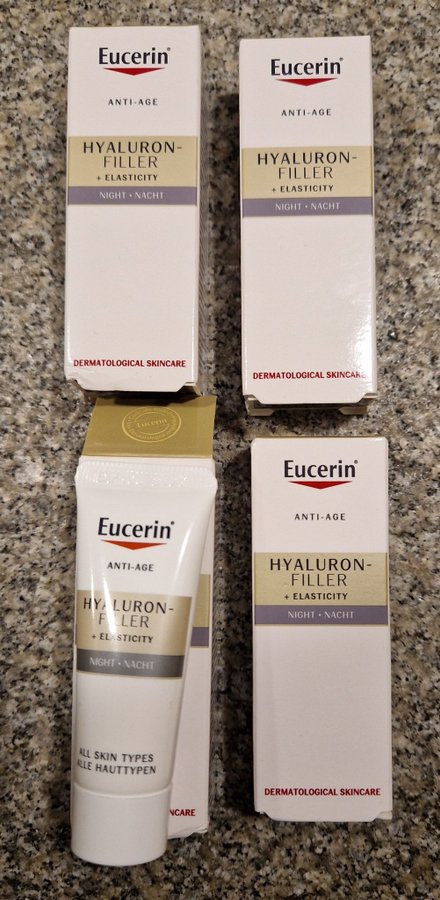 Eucerin®
ANTI-AGE
HYALURON-
FILLER
+ ELASTICITY
NIGHT • NACHT
DERMATOLOGICAL SKINCARE
Eucerin®
ANTI-AGE
HYALURON-
FILLER
+ ELASTICITY
NIGHT • NACHT
DERMATOLOGICAL SKINCARE
Eucerin
Eucerin®
ANTI-AGE
HYALURON-
FILLER
+ ELASTICITY
NIGHT • NACHT
ALL SKIN TYPES
ALLE HAUTTYPEN
SKINCARE
Eucerin®
ANTI-AGE
HYALURON-
FILLER
+ ELASTICITY
NIGHT • NACHT
DERMATOLOGICAL SKINCARE